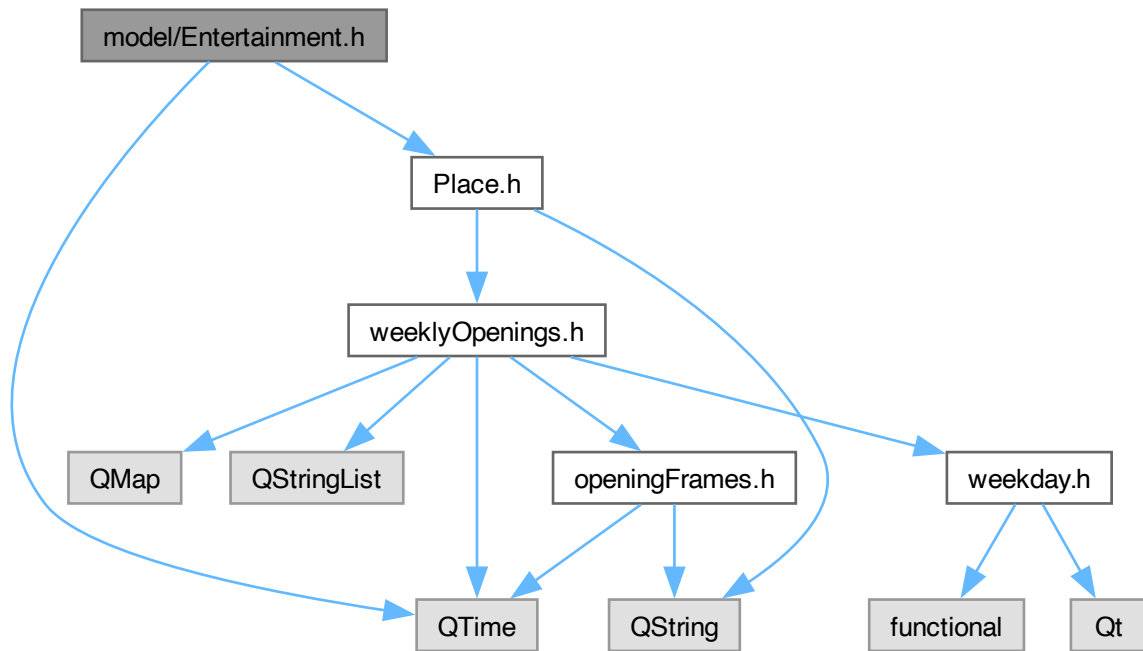 model/Entertainment.h
Place.h
weeklyOpenings.h
QMap
QStringList
openingFrames.h
weekday.h
QTime
QString
functional
Qt